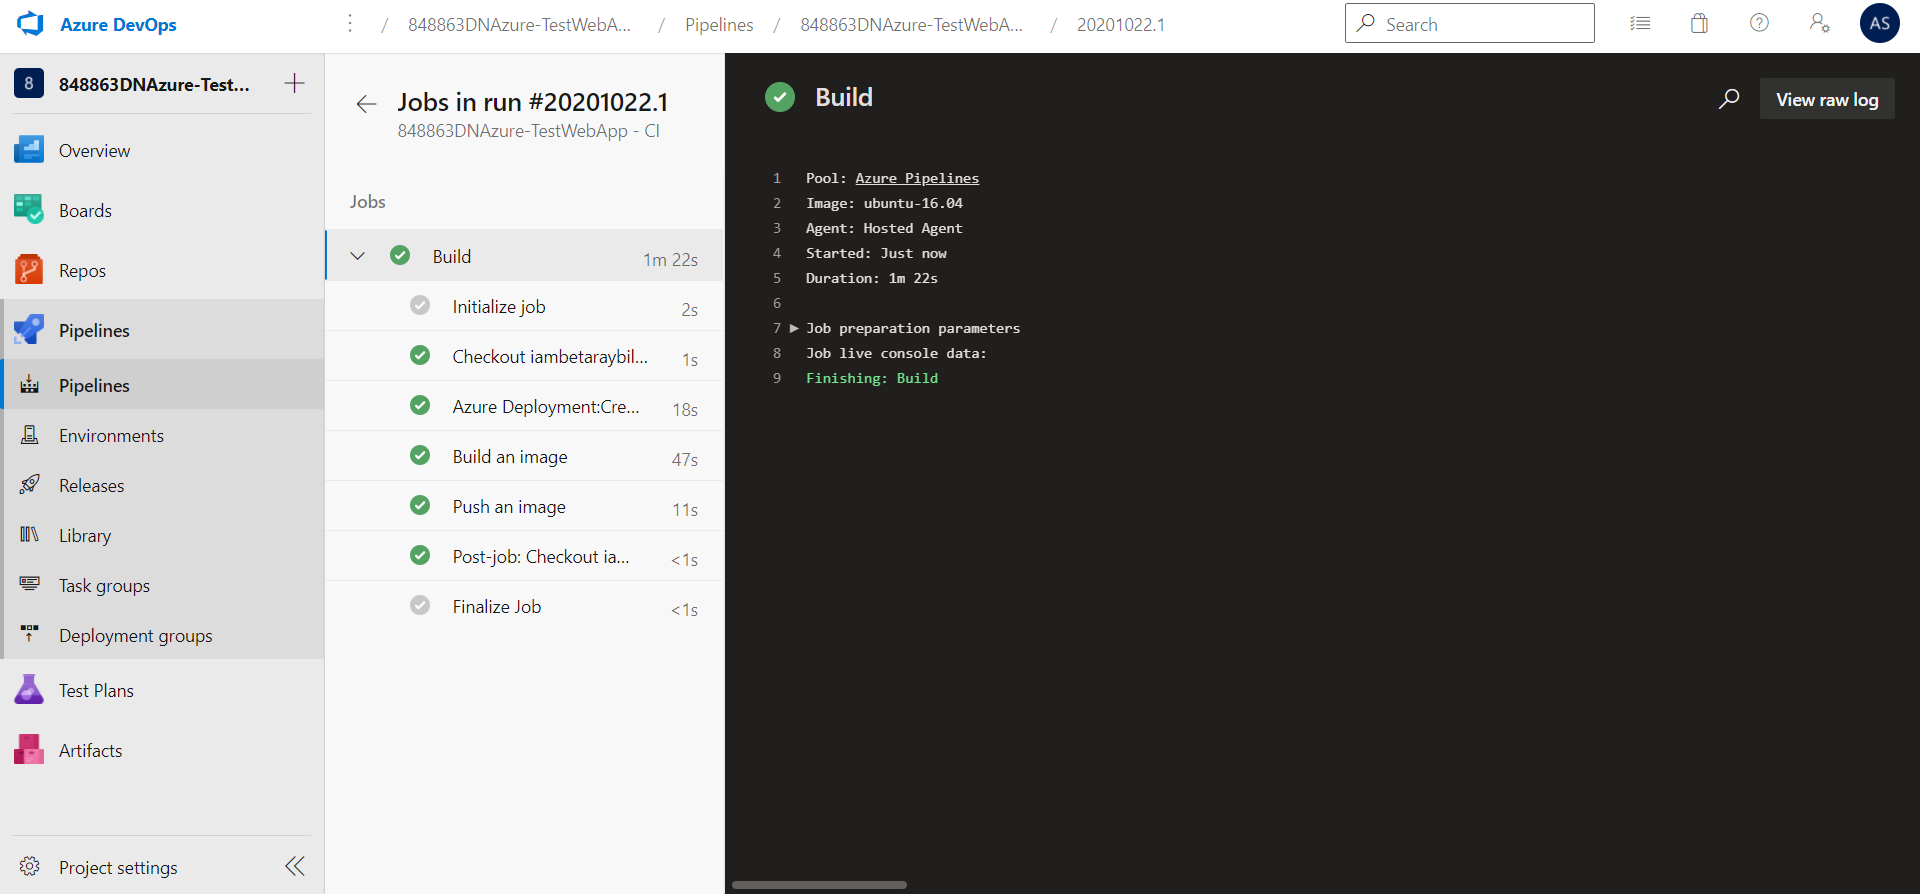 Azure DevOps
/ 848863DNAzure-TestWebA... / Pipelines / 848863DNAzure-TestWebA... / 20201022.1
Search
AS
8 848863DNAzure-Test...
Overview
Boards
Repos
Pipelines
Pipelines
Environments
Releases
Library
Task groups
Deployment groups
Test Plans
Artifacts
Project settings
Jobs in run #20201022.1
848863DNAzure-TestWebApp - CI
Jobs
Build 1m 22s
Initialize job 2s
Checkout iambetaraybil... 1s
Azure Deployment:Cre... 18s
Build an image 47s
Push an image 11s
Post-job: Checkout ia... <1s
Finalize Job <1s
Build
View raw log
1 Pool: Azure Pipelines
2 Image: ubuntu-16.04
3 Agent: Hosted Agent
4 Started: Just now
5 Duration: 1m 22s
6
7 Job preparation parameters
8 Job live console data:
9 Finishing: Build